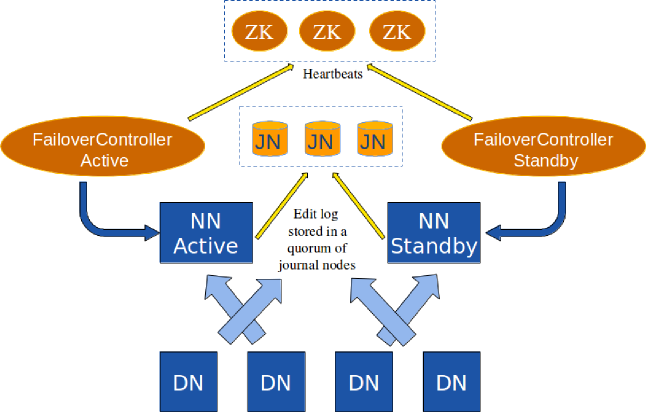 ZK ZK ZK
Heartbeats
FailoverController
Active
JN JN JN
FailoverController
Standby
NN
Active
Edit log
stored in a
quorum of
journal nodes
NN
Standby
DN DN DN DN